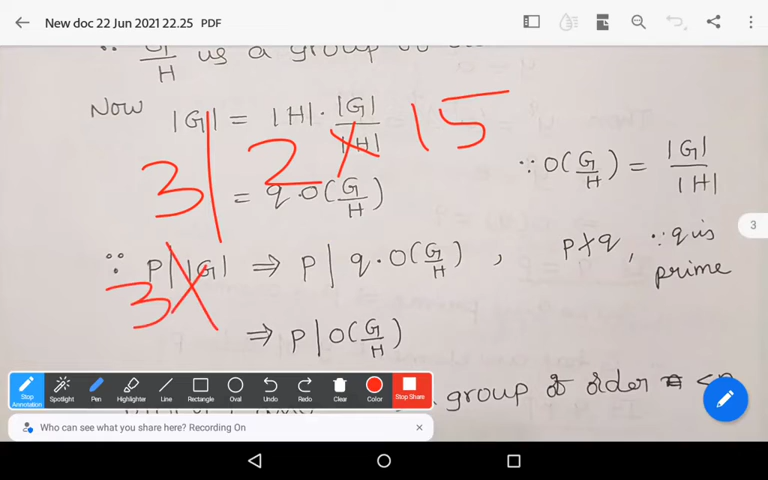 New doc 22 Jun 2021 22.25 PDF
∵ G/H is a group of
Now |G| = |H| · |G|/|H|
3 | 2 × 15
= q·O(G/H)
∵ O(G/H) = |G|/|H|
3
∵ P | |G| ⇒ P | q·O(G/H) , P∤q, ∵ q is prime
3 ×
⇒ P | O(G/H)
group of order < n
Stop Annotation
Spotlight
Pen
Highlighter
Line
Rectangle
Oval
Undo
Redo
Clear
Color
Stop Share
Who can see what you share here? Recording On